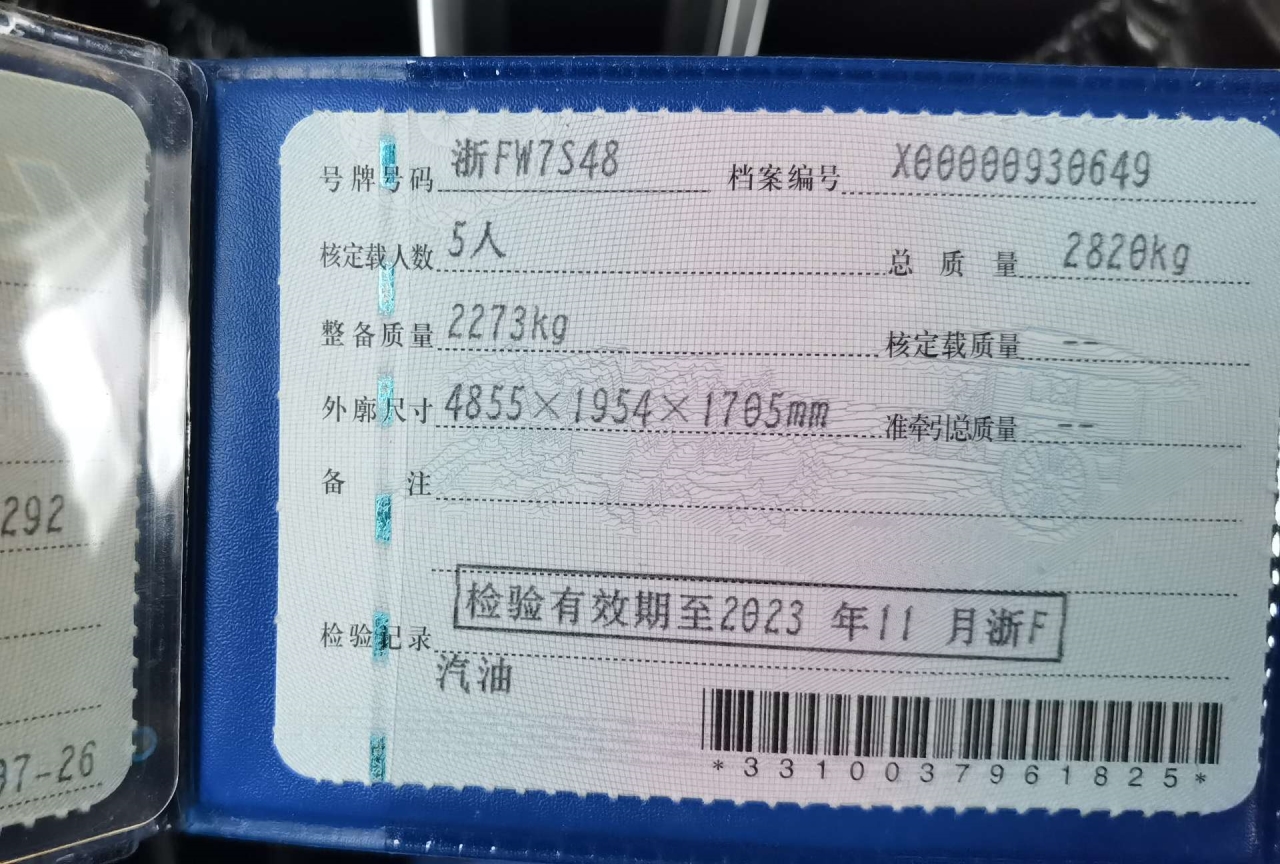 号牌号码 浙FW7S48 档案编号 X00000930649
核定载人数 5人 总质量 2820kg
整备质量 2273kg 核定载质量 --
外廓尺寸 4855×1954×1705mm 准牵引总质量 --
备注
292
检验有效期至2023 年11 月浙F
检验记录
汽油
*3310037961825*
97-26